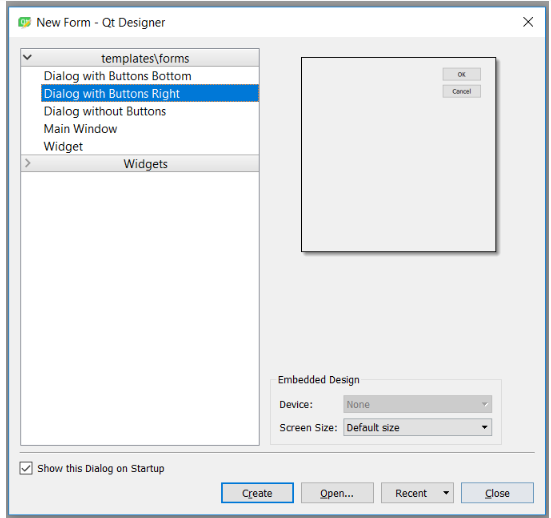 New Form - Qt Designer
templates\forms
Dialog with Buttons Bottom
Dialog with Buttons Right
Dialog without Buttons
Main Window
Widget
Widgets
OK
Cancel
Embedded Design
Device: None
Screen Size: Default size
Show this Dialog on Startup
Create Open... Recent Close